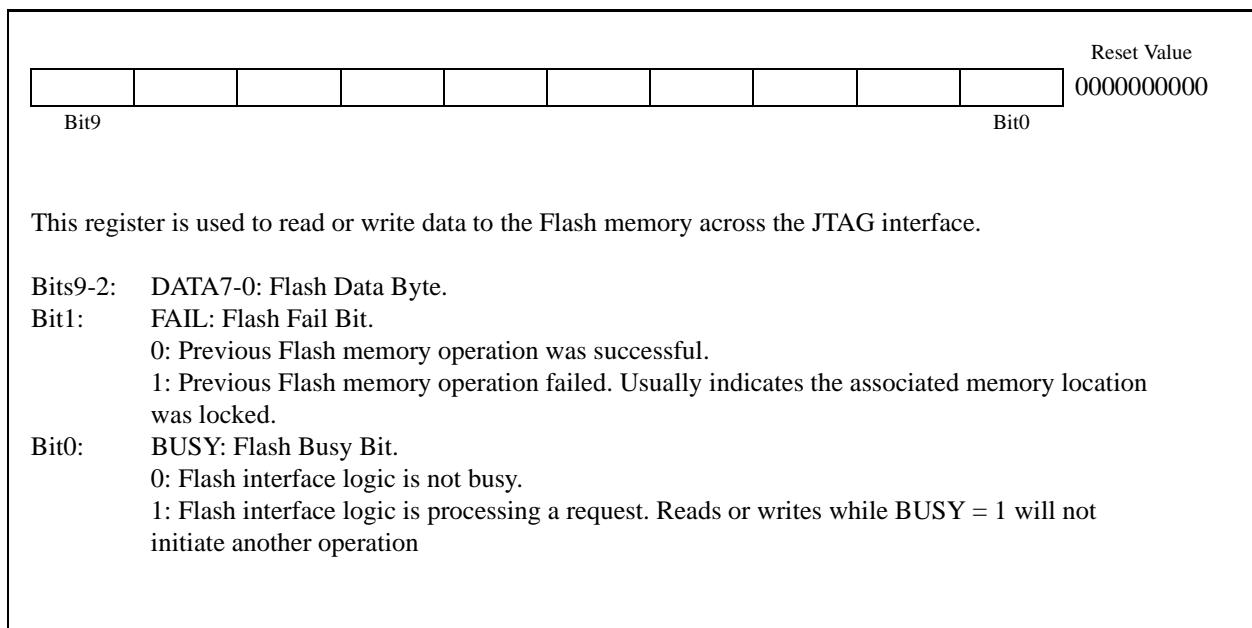 Reset Value
0000000000
Bit9 Bit0
This register is used to read or write data to the Flash memory across the JTAG interface.
Bits9-2: DATA7-0: Flash Data Byte.
Bit1: FAIL: Flash Fail Bit.
0: Previous Flash memory operation was successful.
1: Previous Flash memory operation failed. Usually indicates the associated memory location
was locked.
Bit0: BUSY: Flash Busy Bit.
0: Flash interface logic is not busy.
1: Flash interface logic is processing a request. Reads or writes while BUSY = 1 will not
initiate another operation